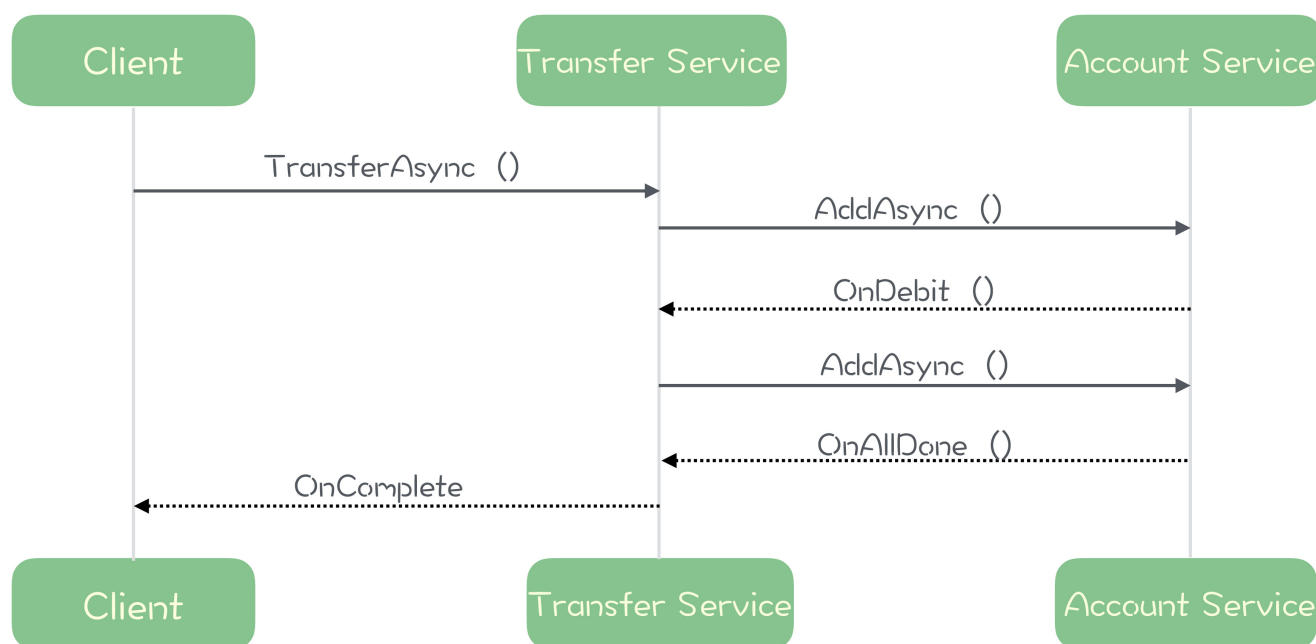 Client
Transfer Service
Account Service
TransferAsync ()
AddAsync ()
OnDebit ()
AddAsync ()
OnAllDone ()
OnComplete
Client
Transfer Service
Account Service